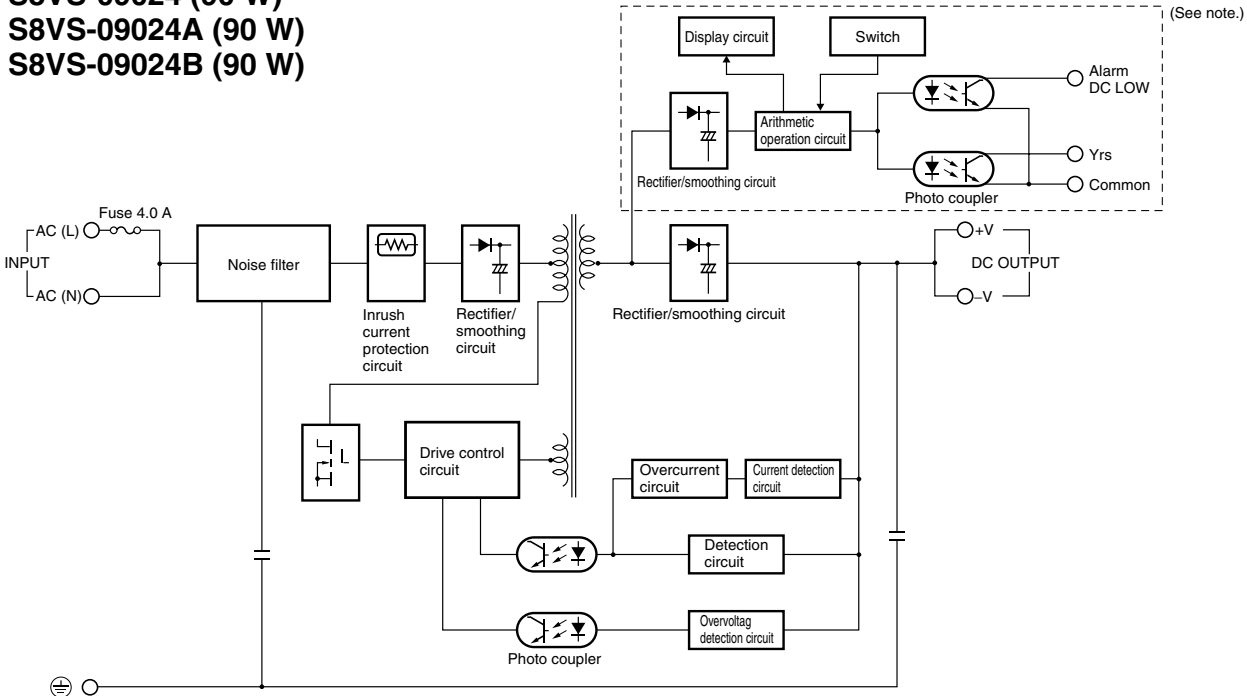 S8VS-09024 (90 W)
S8VS-09024A (90 W)
S8VS-09024B (90 W)
(See note.)
Display circuit
Switch
Alarm
DC LOW
Arithmetic
operation circuit
Rectifier/smoothing circuit
Yrs
Common
Photo coupler
Fuse 4.0 A
AC (L)
INPUT
AC (N)
Noise filter
Inrush
current
protection
circuit
Rectifier/
smoothing
circuit
Rectifier/smoothing circuit
+V
DC OUTPUT
–V
Drive control
circuit
Overcurrent
circuit
Current detection
circuit
Detection
circuit
Overvoltag
detection circuit
Photo coupler